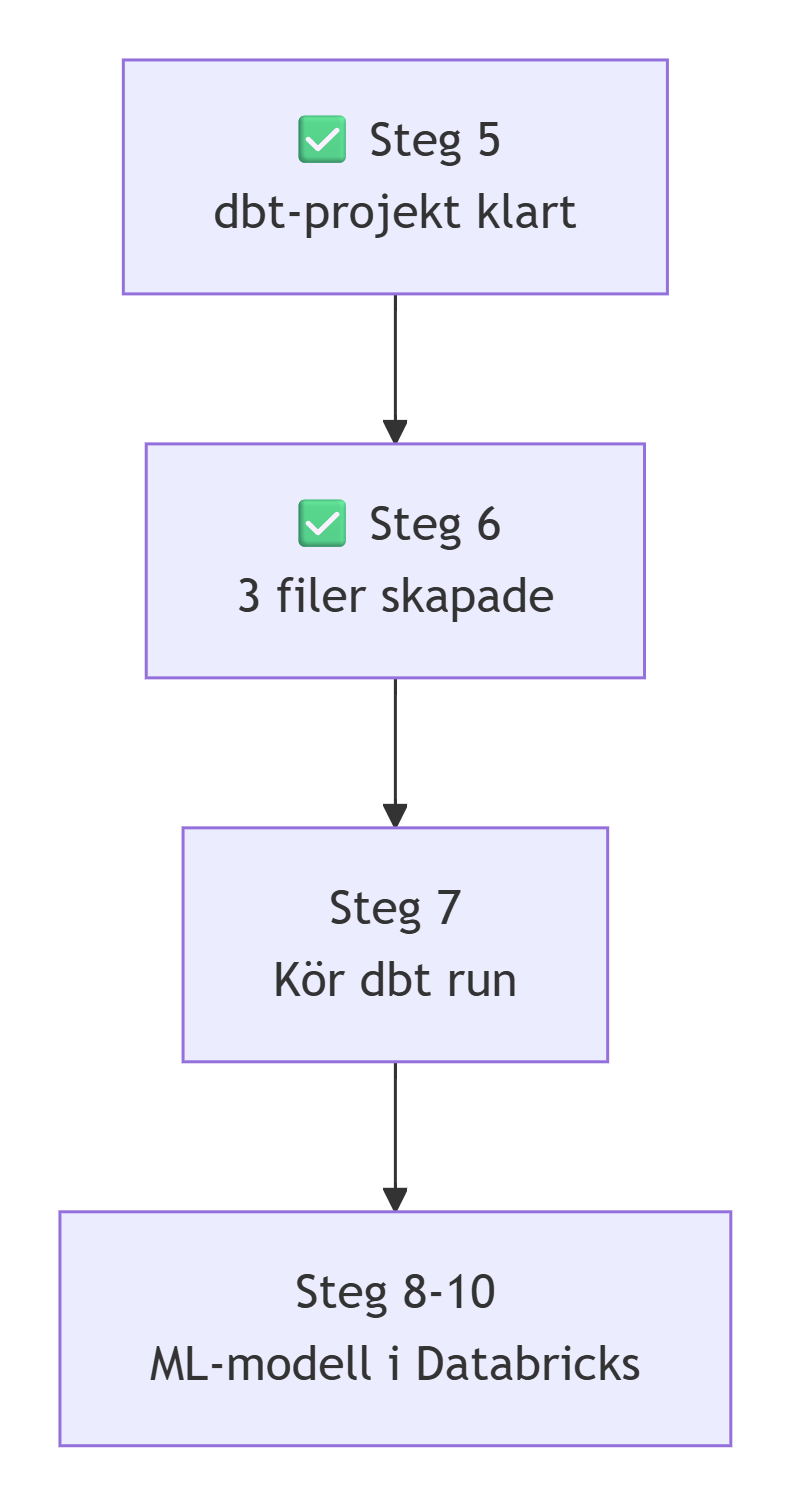 ✅ Steg 5
dbt-projekt klart
✅ Steg 6
3 filer skapade
Steg 7
Kör dbt run
Steg 8-10
ML-modell i Databricks